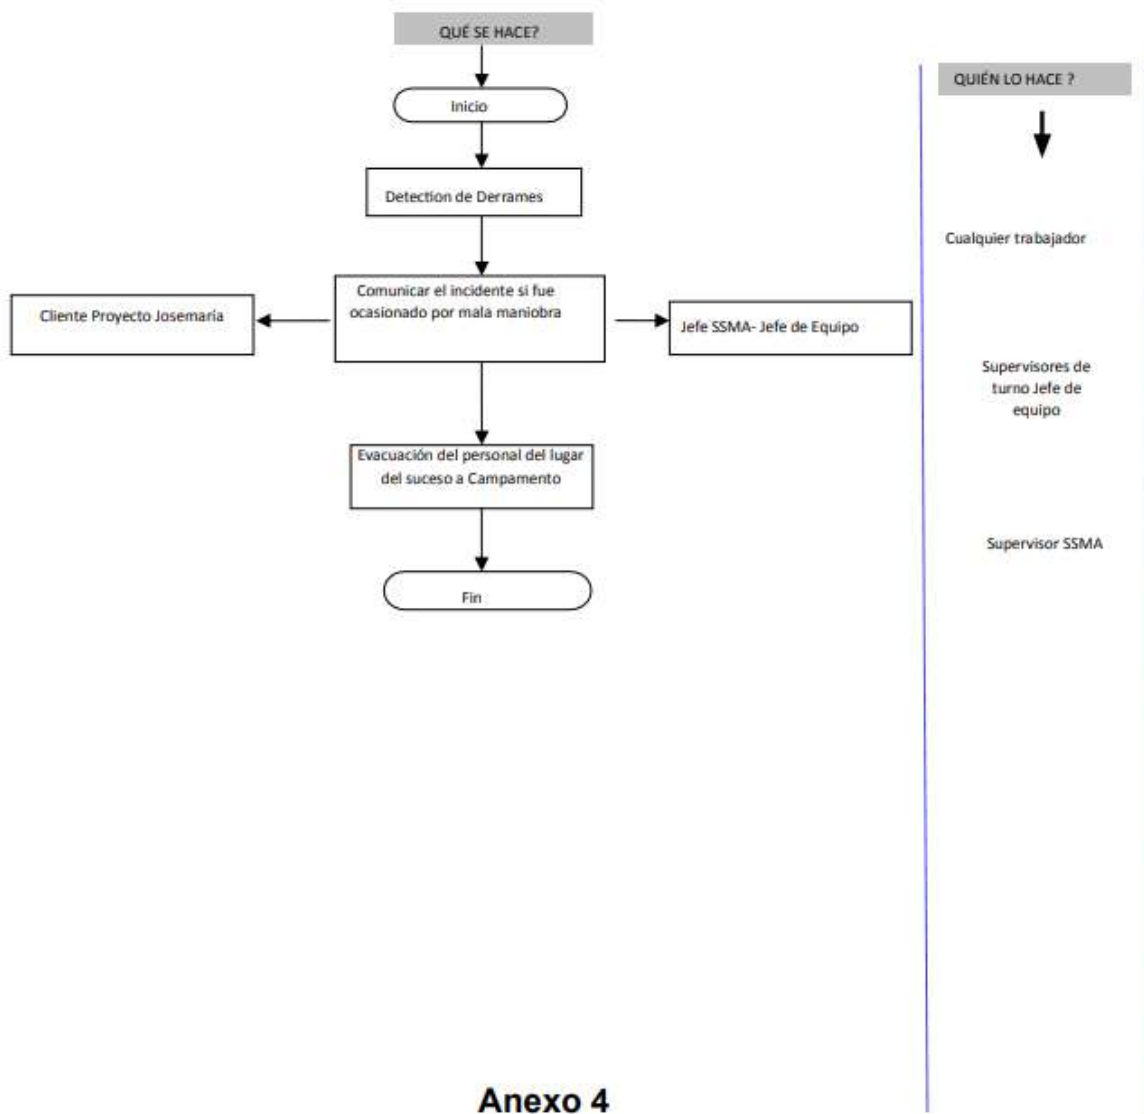 QUÉ SE HACE?
QUIÉN LO HACE ?
Inicio
Detection de Derrames
Cualquier trabajador
Comunicar el incidente si fue
ocasionado por mala maniobra
Cliente Proyecto Josemaría
Jefe SSMA- Jefe de Equipo
Supervisores de
turno Jefe de
equipo
Evacuación del personal del lugar
del suceso a Campamento
Supervisor SSMA
Fin
Anexo 4